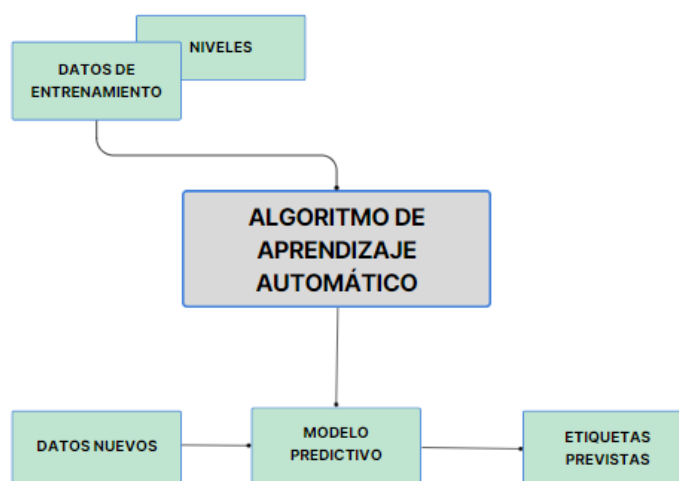 NIVELES
DATOS DE
ENTRENAMIENTO
ALGORITMO DE
APRENDIZAJE
AUTOMÁTICO
DATOS NUEVOS
MODELO
PREDICTIVO
ETIQUETAS
PREVISTAS